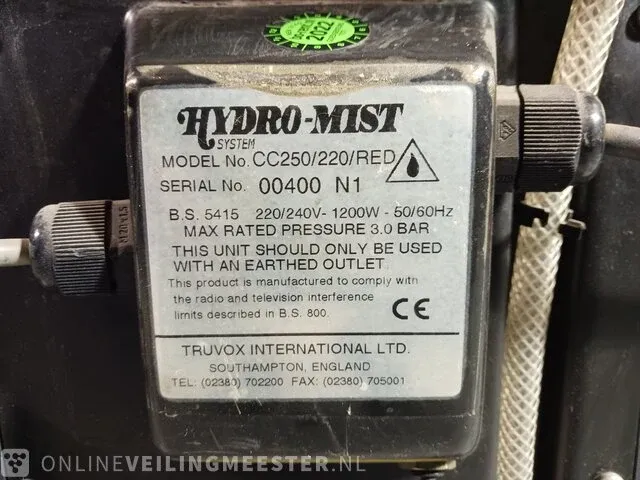 2022
HYDRO-MIST
SYSTEM
MODEL No. CC250/220/RED
SERIAL No. 00400 N1
B.S. 5415 220/240V- 1200W - 50/60Hz
MAX RATED PRESSURE 3.0 BAR
THIS UNIT SHOULD ONLY BE USED
WITH AN EARTHED OUTLET
This product is manufactured to comply with
the radio and television interference
limits described in B.S. 800.
CE
TRUVOX INTERNATIONAL LTD.
SOUTHAMPTON, ENGLAND
TEL: (02380) 702200 FAX: (02380) 705001
ONLINEVEILINGMEESTER.NL